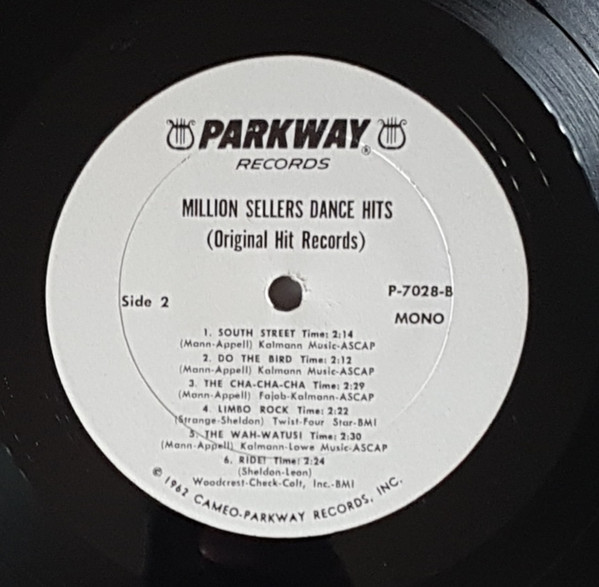 PARKWAY®
RECORDS
MILLION SELLERS DANCE HITS
(Original Hit Records)
Side 2
P-7028-B
MONO
1. SOUTH STREET Time: 2:14
(Mann-Appell) Kalmann Music-ASCAP
2. DO THE BIRD Time: 2:12
(Mann-Appell) Kalmann Music-ASCAP
3. THE CHA-CHA-CHA Time: 2:29
(Mann-Appell) Fajob-Kalmann-ASCAP
4. LIMBO ROCK Time: 2:22
(Strange-Sheldon) Twist-Four Star-BMI
5. THE WAH-WATUSI Time: 2:30
(Mann-Appell) Kalmann-Lowe Music-ASCAP
6. RIDE! Time: 2:24
(Sheldon-Leon)
Woodcrest-Check-Colt, Inc.-BMI
© 1962 CAMEO-PARKWAY RECORDS, INC.